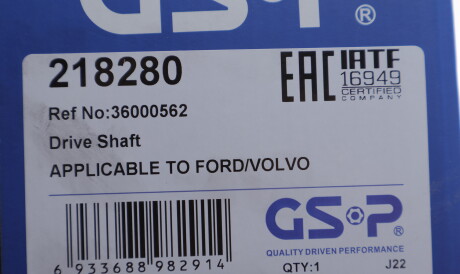 GSP ®
218280
EAC IATF
16949
CERTIFIED
COMPANY
Ref No:36000562
Drive Shaft
APPLICABLE TO FORD/VOLVO
GSP ®
QUALITY DRIVEN PERFORMANCE
6 933688 982914
QTY:1 J22